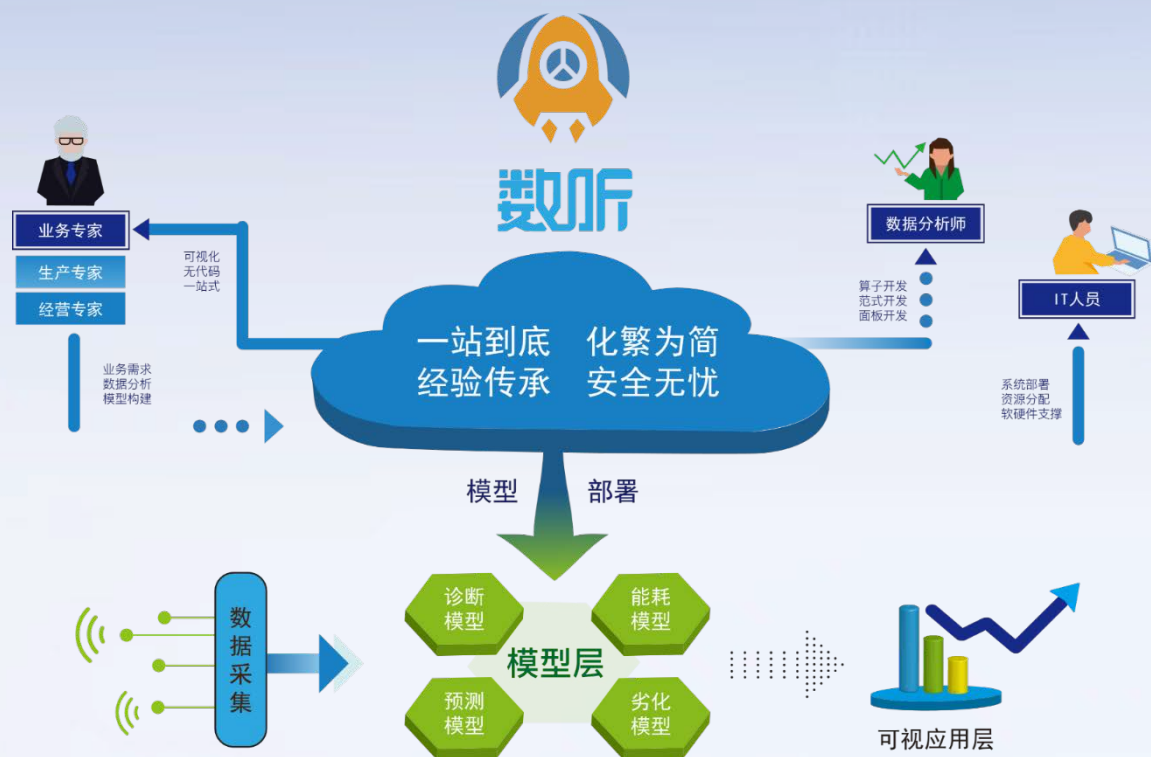 数听
业务专家
生产专家
经营专家
可视化
无代码
一站式
业务需求
数据分析
模型构建
数据分析师
算子开发
范式开发
面板开发
IT人员
系统部署
资源分配
软硬件支撑
一站到底 化繁为简
经验传承 安全无忧
模型 部署
数据采集
诊断
模型
能耗
模型
模型层
预测
模型
劣化
模型
可视应用层